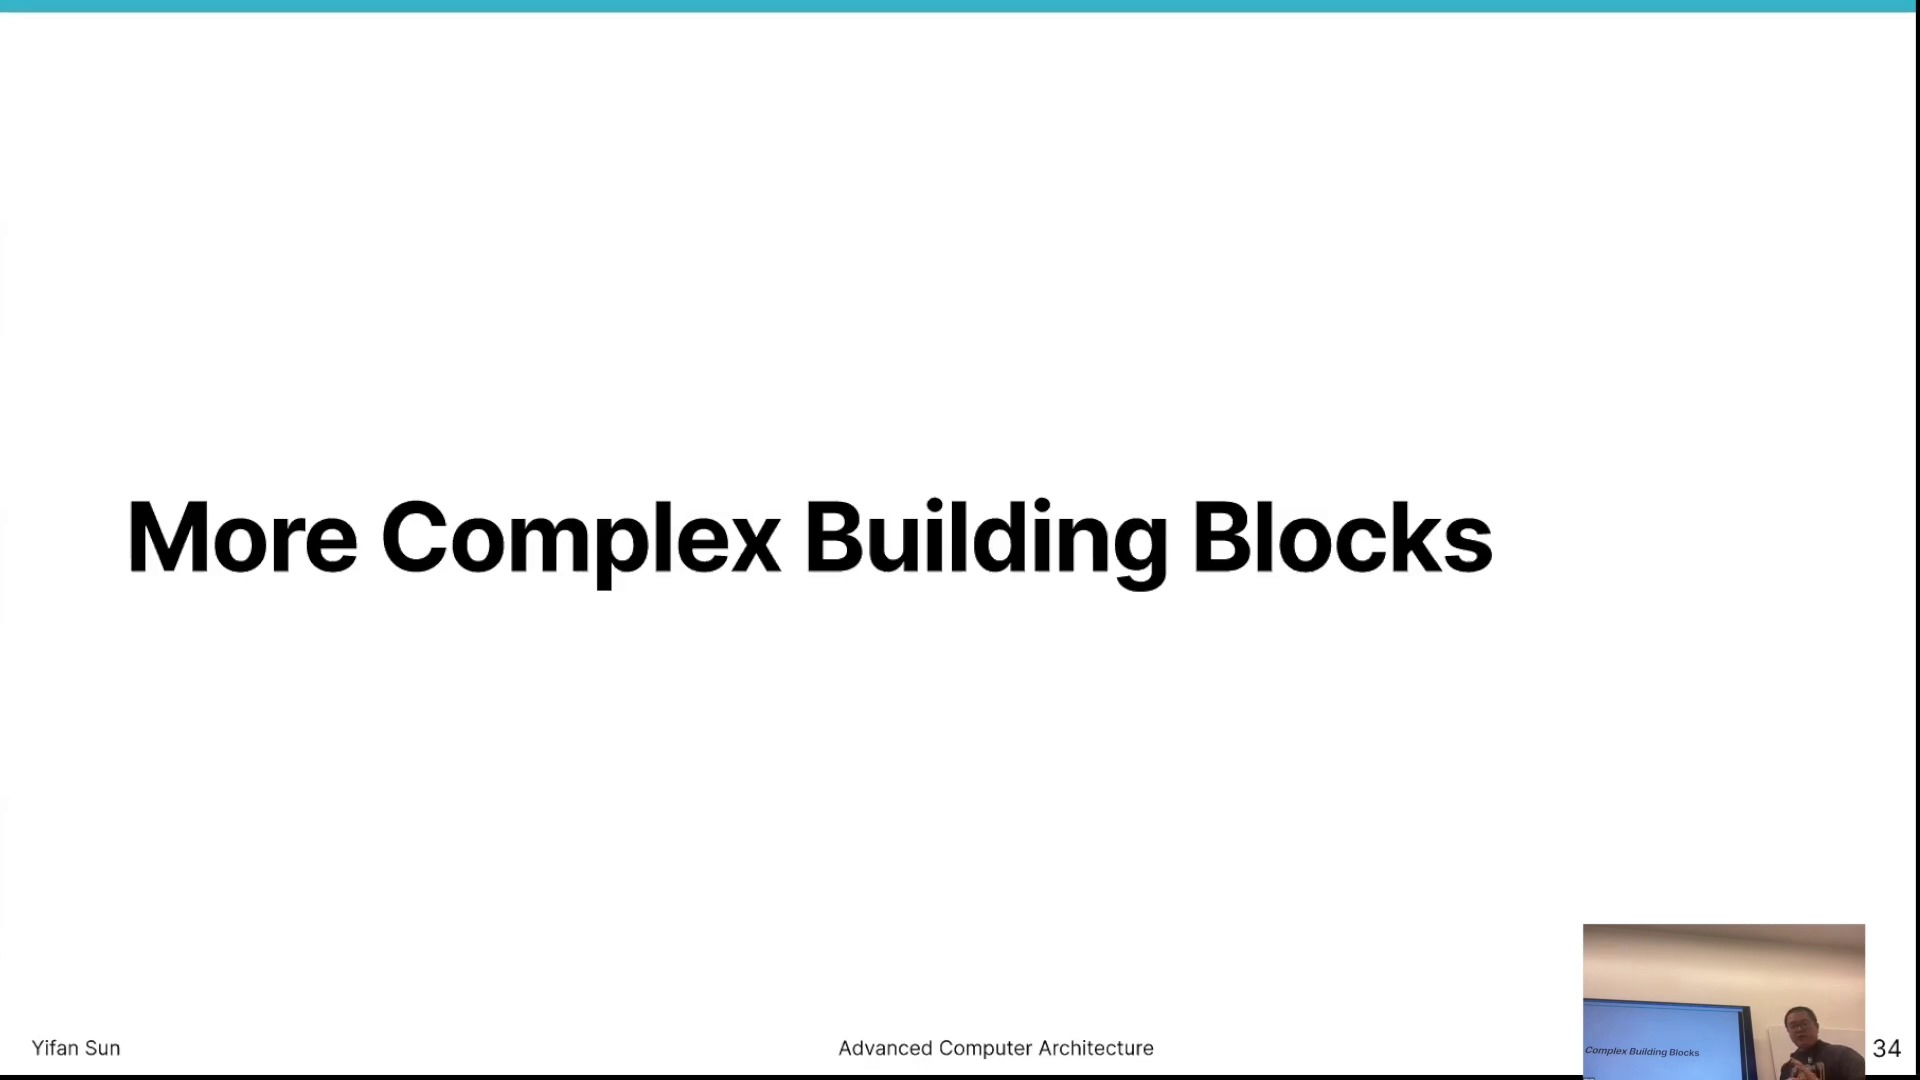 More Complex Building Blocks
Yifan Sun
Advanced Computer Architecture
Complex Building Blocks
34